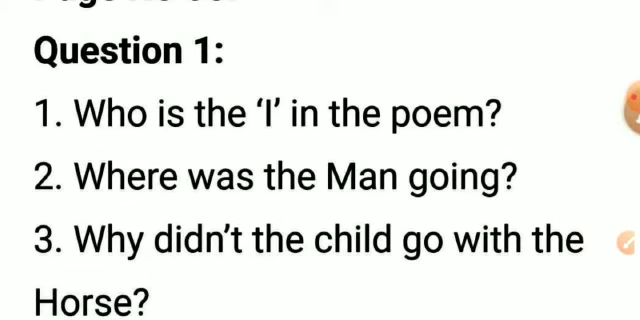 Question 1:
1. Who is the ‘I’ in the poem?
2. Where was the Man going?
3. Why didn’t the child go with the
Horse?